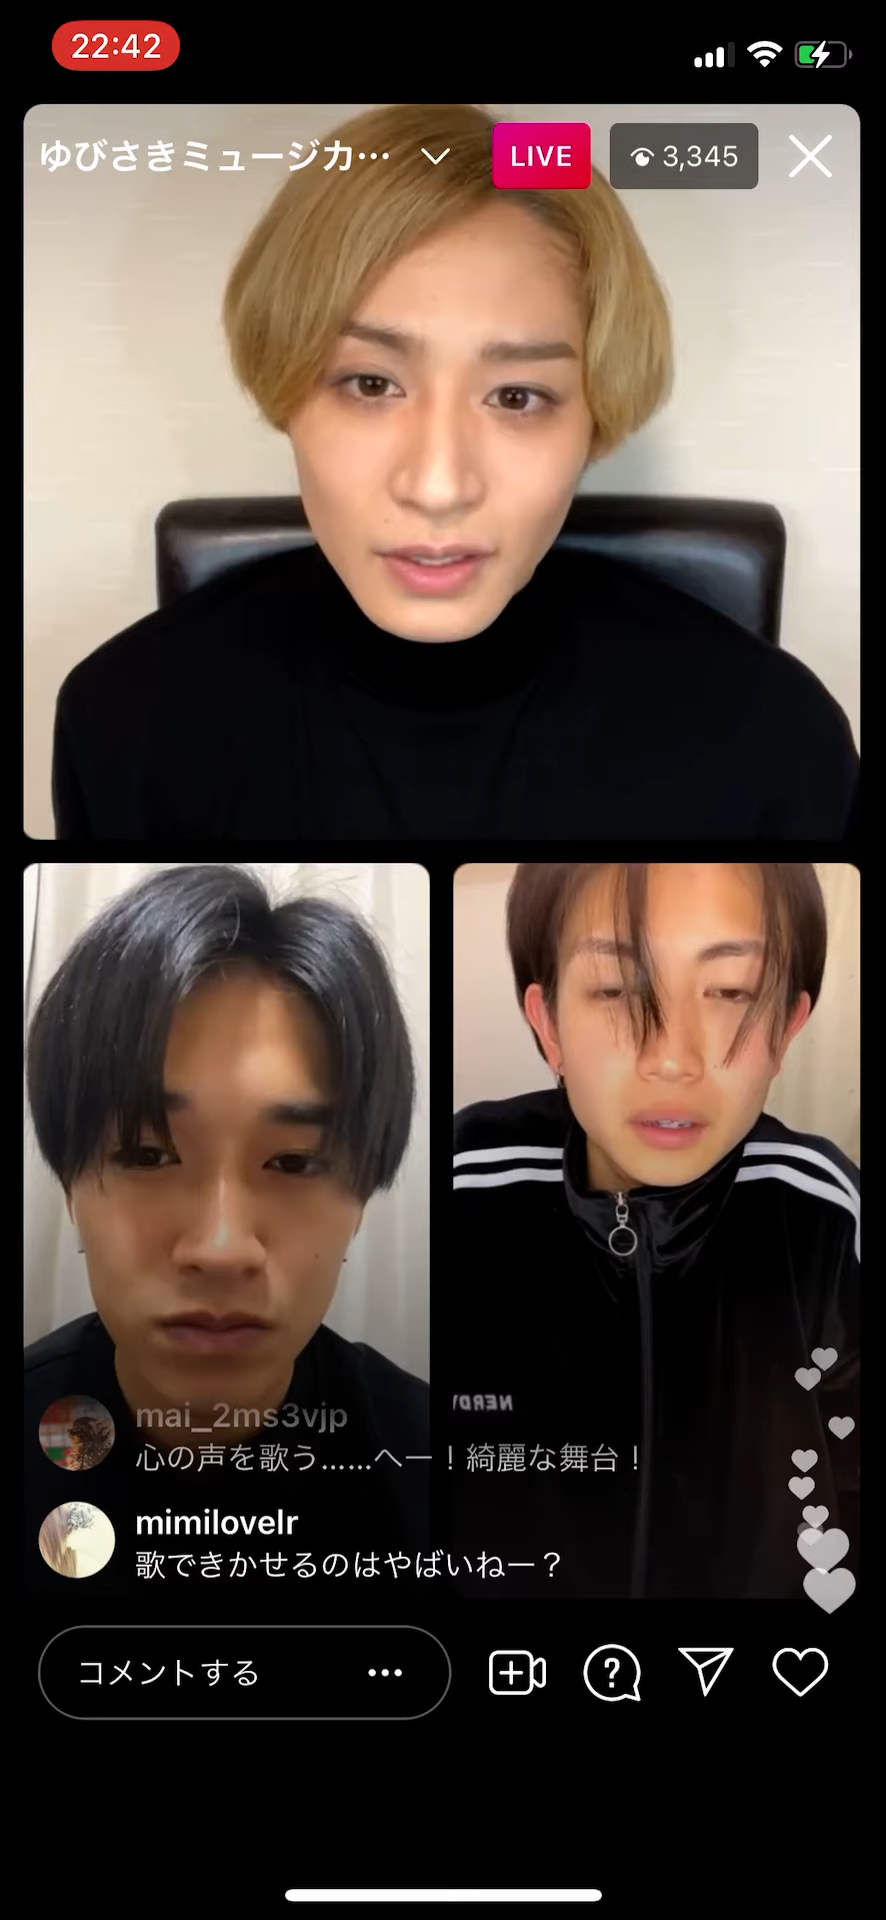 22:42
ゆびさきミュージカ… LIVE 3,345
NERDY
mai_2ms3vjp
心の声を歌う……へー！綺麗な舞台！
mimilovelr
歌できかせるのはやばいねー？
コメントする